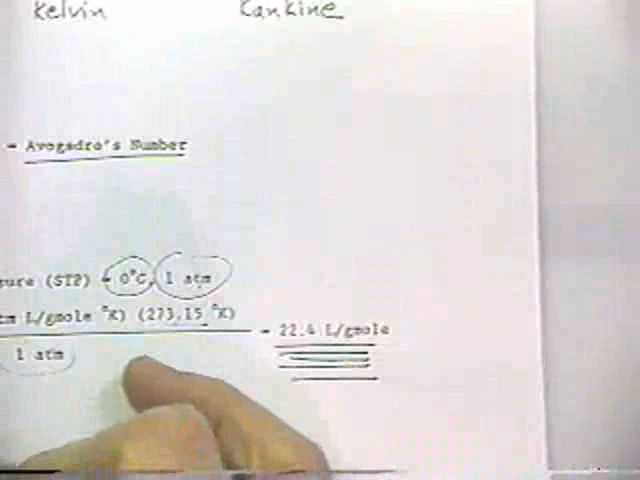 Kelvin Rankine
= Avogadro's Number
(STP) = 0°C, 1 atm
L/gmole °K) (273.15 °K)
= 22.4 L/gmole
1 atm